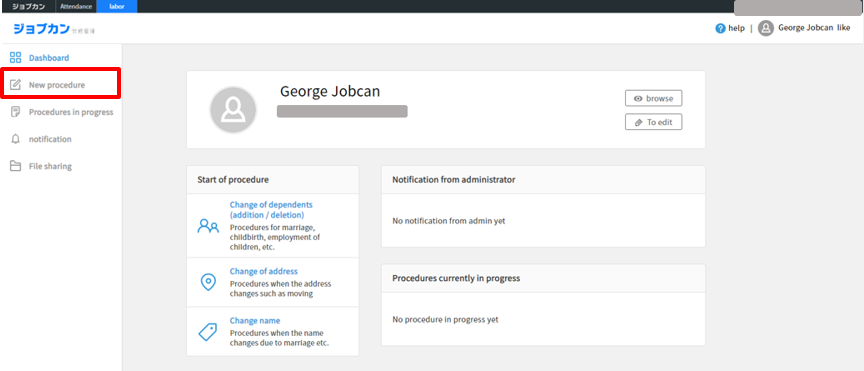 ジョブカン Attendance labor
ジョブカン 労務管理
help | George Jobcan like
Dashboard
New procedure
Procedures in progress
notification
File sharing
George Jobcan
browse
To edit
Start of procedure
Change of dependents
(addition / deletion)
Procedures for marriage,
childbirth, employment of
children, etc.
Change of address
Procedures when the address
changes such as moving
Change name
Procedures when the name
changes due to marriage etc.
Notification from administrator
No notification from admin yet
Procedures currently in progress
No procedure in progress yet